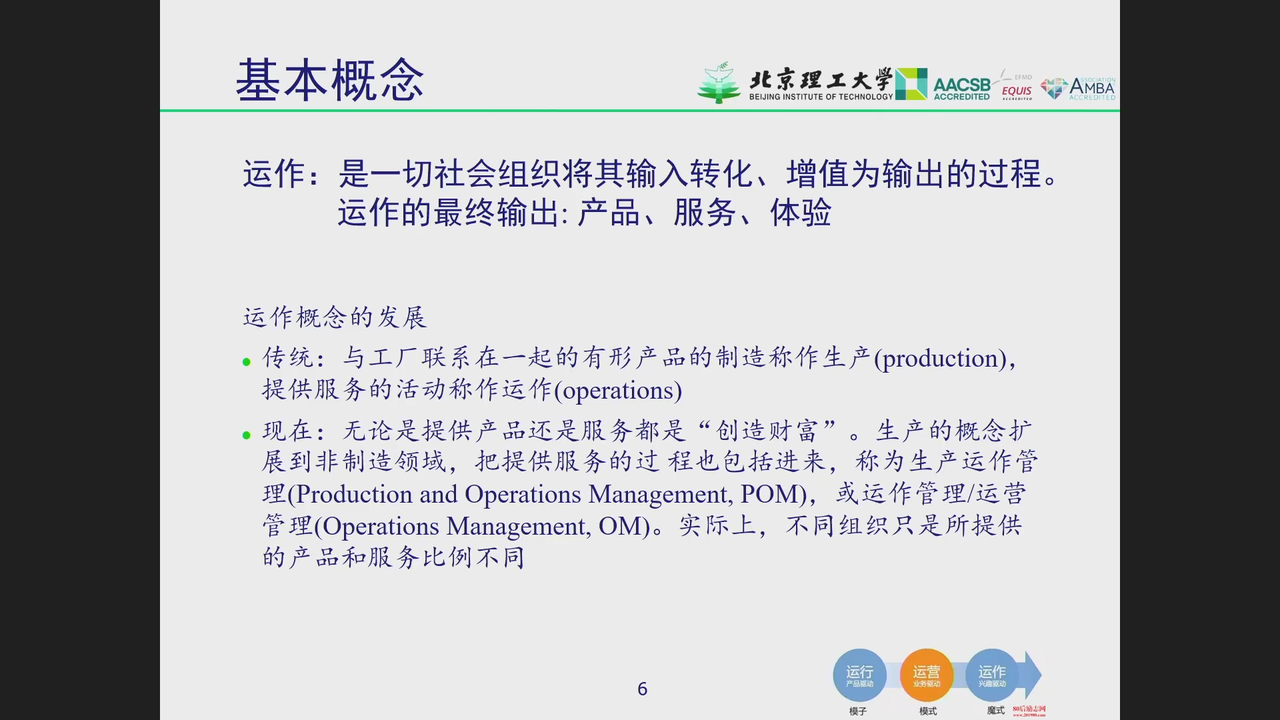 基本概念
北京理工大学
BEIJING INSTITUTE OF TECHNOLOGY
AACSB
ACCREDITED
EFMD
EQUIS
ACCREDITED
ASSOCIATION
AMBA
ACCREDITED
运作：是一切社会组织将其输入转化、增值为输出的过程。
运作的最终输出: 产品、服务、体验
运作概念的发展
传统：与工厂联系在一起的有形产品的制造称作生产(production)，
提供服务的活动称作运作(operations)
现在：无论是提供产品还是服务都是“创造财富”。生产的概念扩
展到非制造领域，把提供服务的过 程也包括进来，称为生产运作管
理(Production and Operations Management, POM)，或运作管理/运营
管理(Operations Management, OM)。实际上，不同组织只是所提供
的产品和服务比例不同
运行 运营 运作
产品驱动 业务驱动 兴趣驱动
模子 模式 魔式
80后励志网
www.201980.com
6